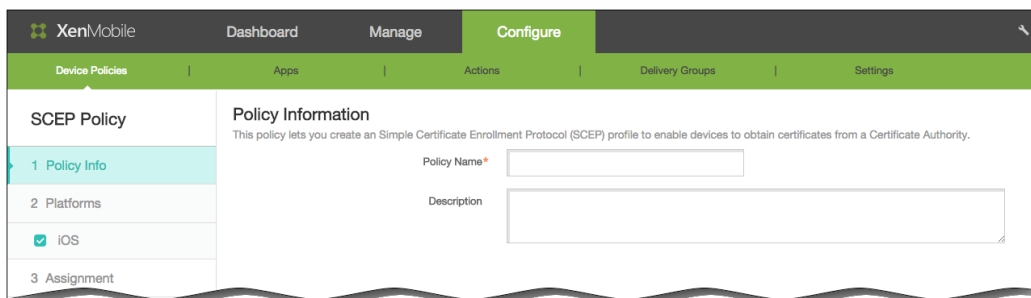 XenMobile Dashboard Manage Configure
Device Policies | Apps | Actions | Delivery Groups | Settings
SCEP Policy
1 Policy Info
2 Platforms
iOS
3 Assignment
Policy Information
This policy lets you create an Simple Certificate Enrollment Protocol (SCEP) profile to enable devices to obtain certificates from a Certificate Authority.
Policy Name*
Description